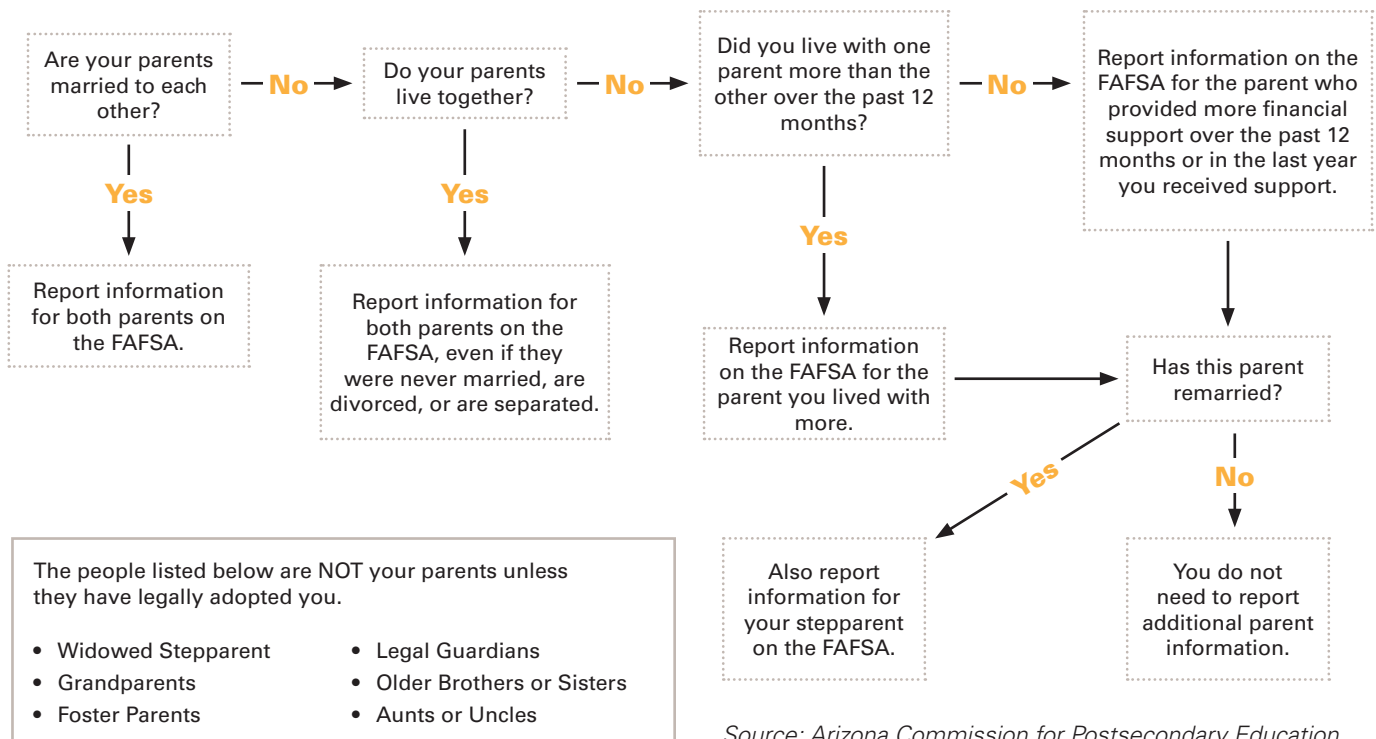 Are your parents
married to each
other?
No
Do your parents
live together?
No
Did you live with one
parent more than the
other over the past 12
months?
No
Report information on the
FAFSA for the parent who
provided more financial
support over the past 12
months or in the last year
you received support.
Yes
Yes
Yes
Report information
for both parents on
the FAFSA.
Report information for
both parents on the
FAFSA, even if they
were never married, are
divorced, or are separated.
Report information
on the FAFSA for the
parent you lived with
more.
Has this parent
remarried?
Yes
No
Also report
information for
your stepparent
on the FAFSA.
You do not
need to report
additional parent
information.
The people listed below are NOT your parents unless
they have legally adopted you.
• Widowed Stepparent
• Grandparents
• Foster Parents
• Legal Guardians
• Older Brothers or Sisters
• Aunts or Uncles
Source: Arizona Commission for Postsecondary Education